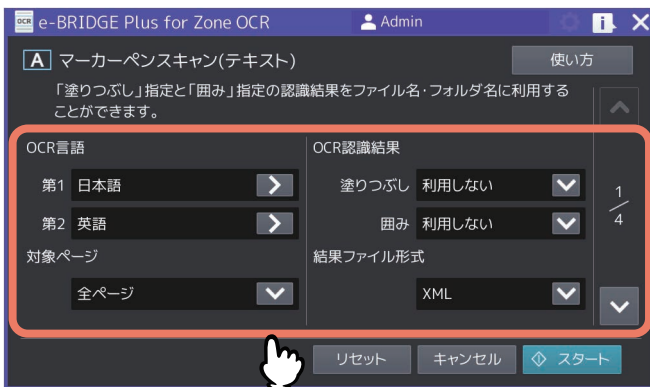 OCR e-BRIDGE Plus for Zone OCR
Admin
A マーカーペンスキャン(テキスト)
使い方
「塗りつぶし」指定と「囲み」指定の認識結果をファイル名・フォルダ名に利用する
ことができます。
OCR言語
OCR認識結果
第1 日本語
塗りつぶし 利用しない
第2 英語
囲み 利用しない
1/4
対象ページ
結果ファイル形式
全ページ
XML
リセット
キャンセル
スタート